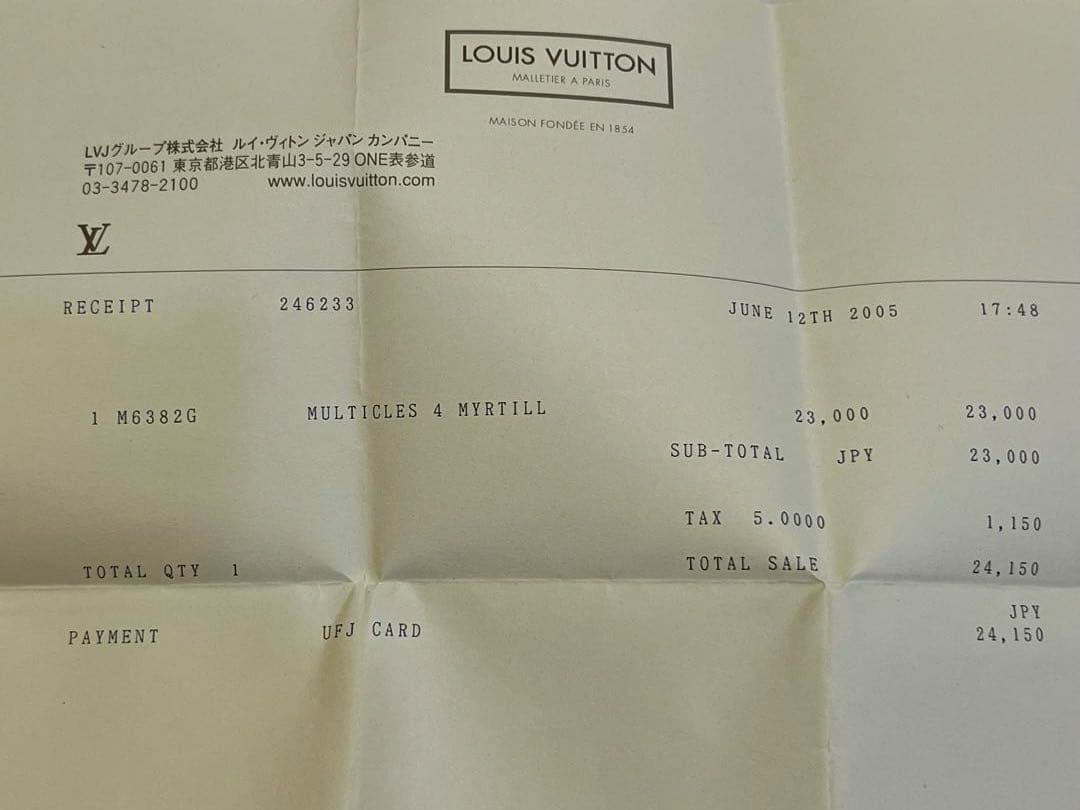 LOUIS VUITTON
MALLETIER A PARIS
MAISON FONDÉE EN 1854
LVJグループ株式会社 ルイ・ヴィトン ジャパン カンパニー
〒107-0061 東京都港区北青山3-5-29 ONE表参道
03-3478-2100 www.louisvuitton.com
LV
RECEIPT 246233 JUNE 12TH 2005 17:48
1 M6382G MULTICLES 4 MYRTILL 23,000 23,000
SUB-TOTAL JPY 23,000
TAX 5.0000 1,150
TOTAL QTY 1 TOTAL SALE 24,150
JPY
PAYMENT UFJ CARD 24,150